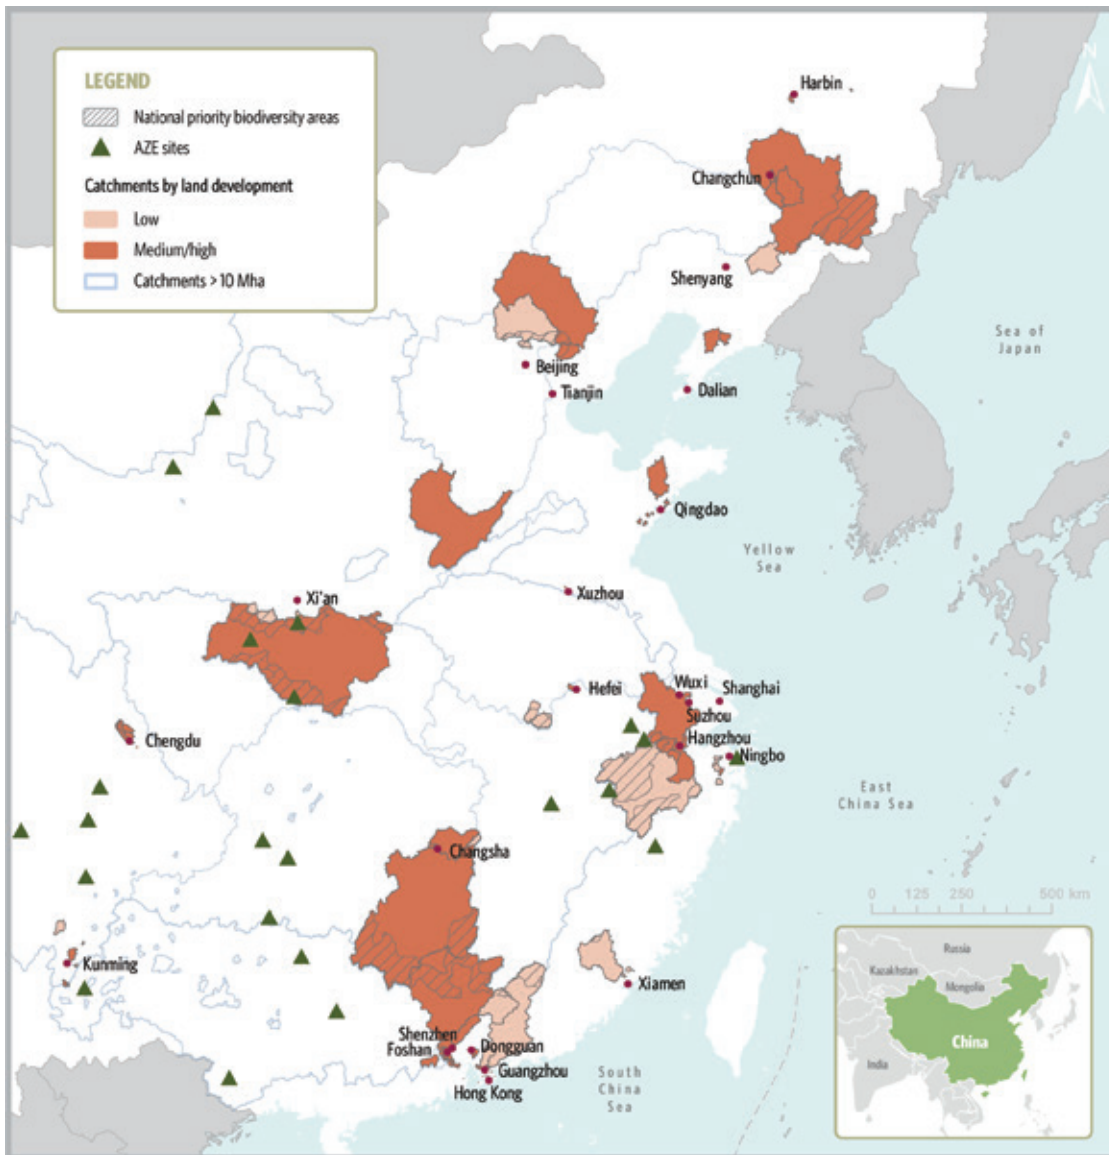 LEGEND
National priority biodiversity areas
AZE sites
Catchments by land development
Low
Medium/high
Catchments > 10 Mha
N
Harbin
Changchun
Shenyang
Sea of
Japan
Beijing
Tianjin
Dalian
Qingdao
Yellow
Sea
Xi'an
Xuzhou
Hefei
Wuxi
Shanghai
Suzhou
Chengdu
Hangzhou
Ningbo
East
China Sea
Changsha
0 125 250 500 km
Kunming
Xiamen
Shenzhen
Foshan
Dongguan
Guangzhou
Hong Kong
South
China
Sea
Russia
Kazakhstan
Mongolia
China
India